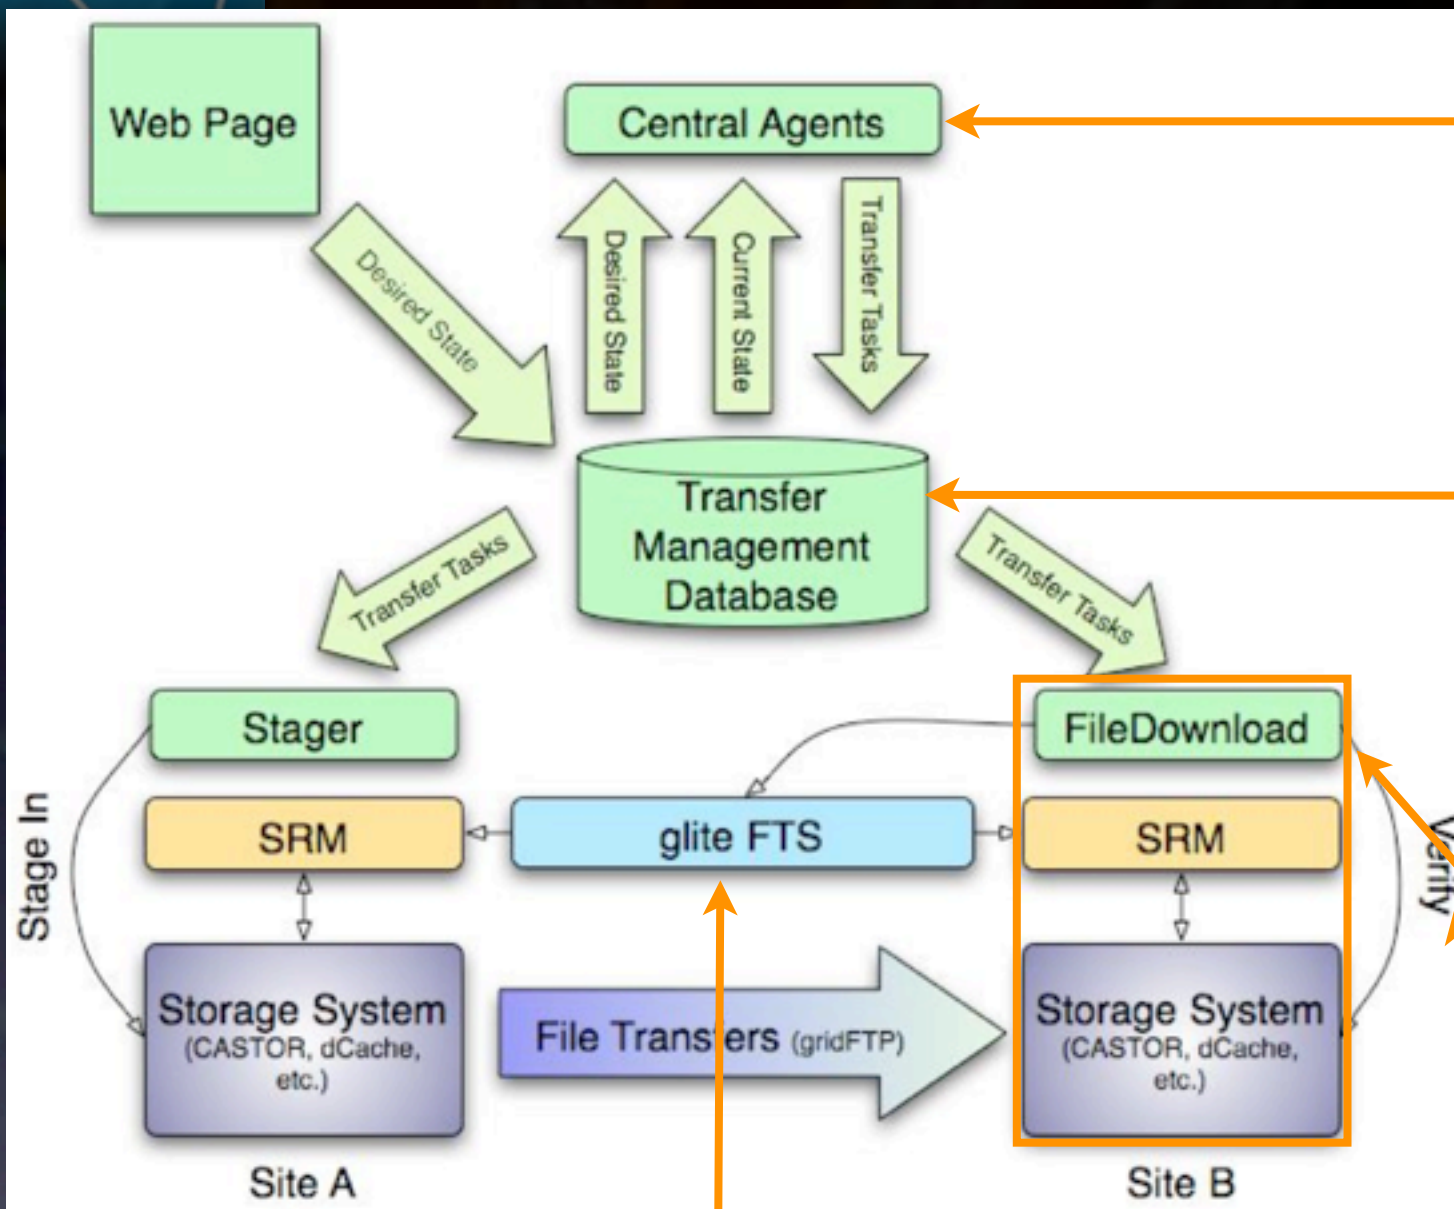 Web Page
Central Agents
Desired State
Desired State
Current State
Transfer Tasks
Transfer
Management
Database
Transfer Tasks
Transfer Tasks
Stager
FileDownload
Stage In
SRM
glite FTS
SRM
Verify
Storage System
(CASTOR, dCache,
etc.)
File Transfers (gridFTP)
Storage System
(CASTOR, dCache,
etc.)
Site A
Site B